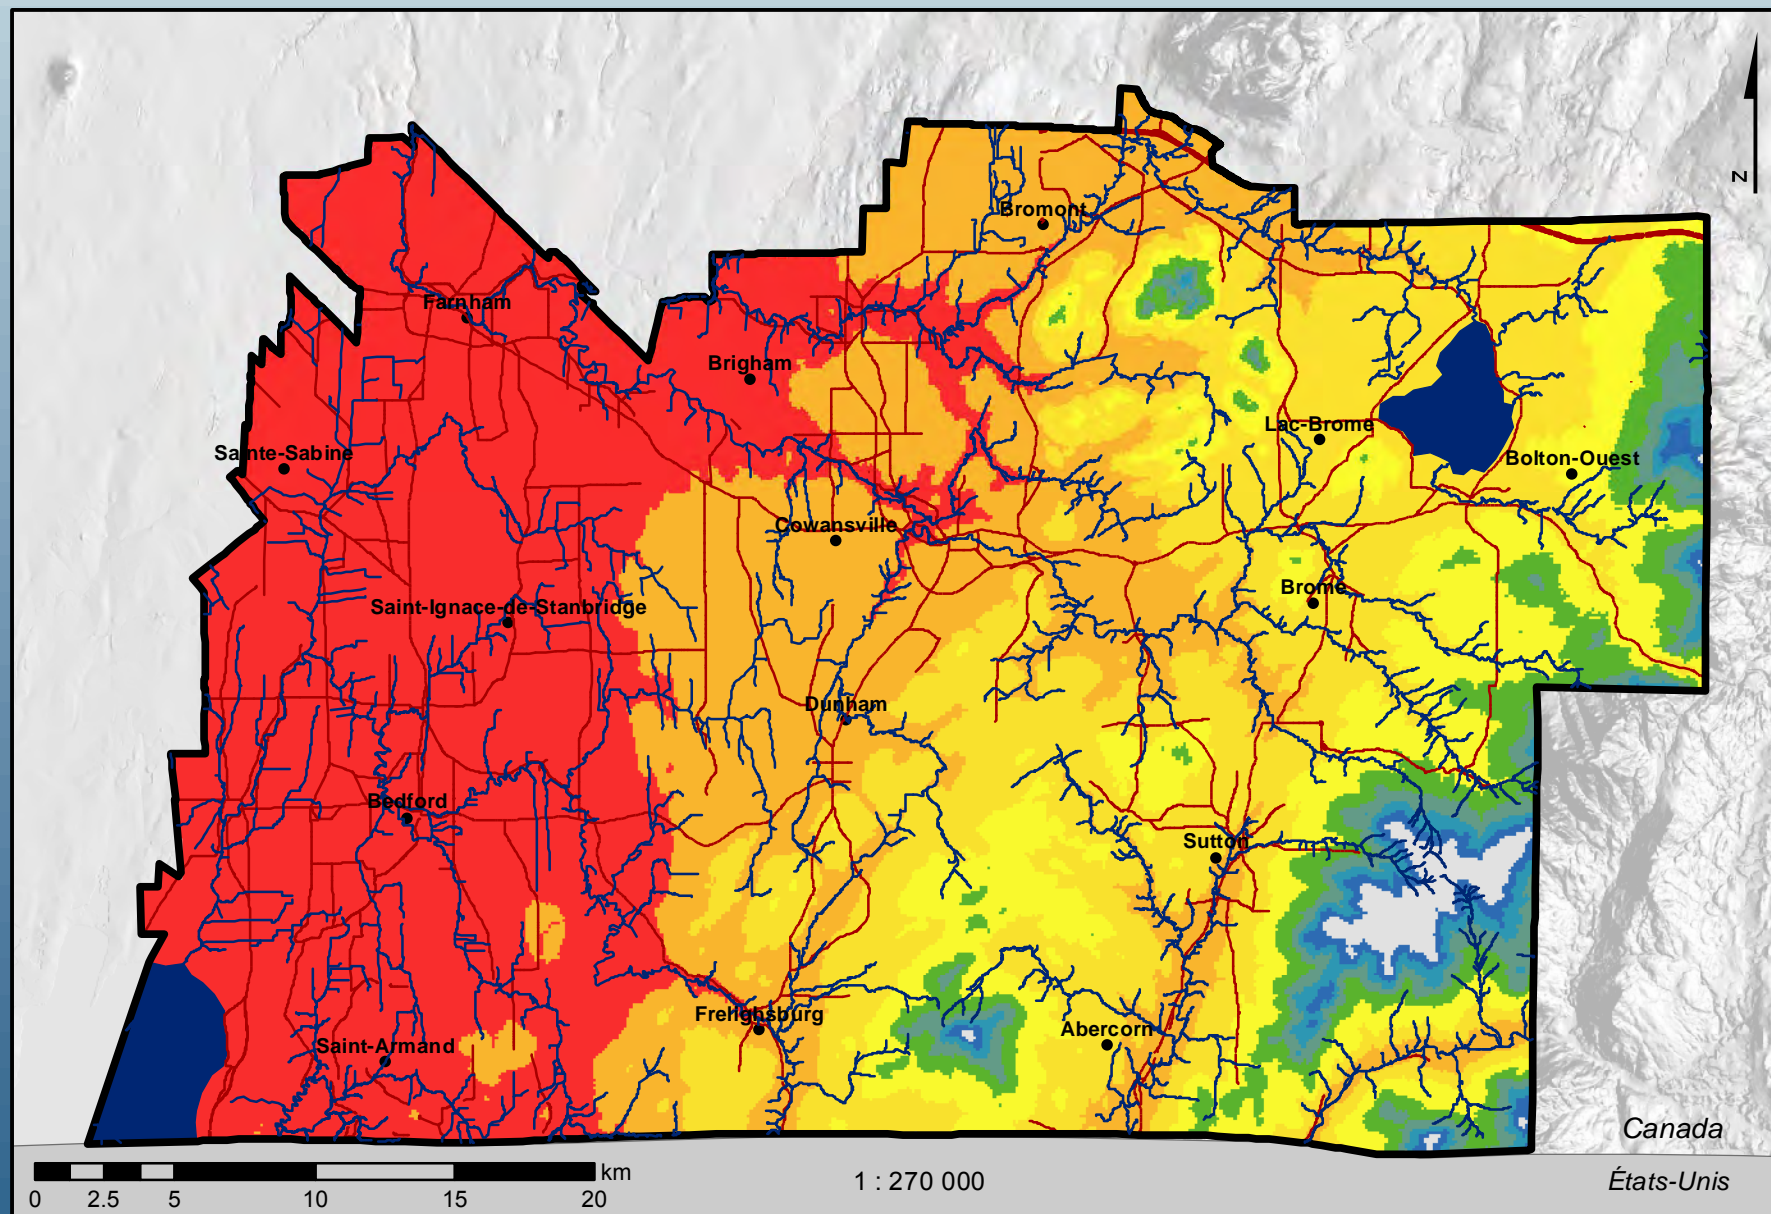 N
Bromont
Farnham
Brigham
Lac-Brome
Sainte-Sabine
Bolton-Ouest
Cowansville
Brome
Saint-Ignace-de-Stanbridge
Dunham
Bedford
Sutton
Frelighsburg
Abercorn
Saint-Armand
Canada
km
1 : 270 000
États-Unis
0 2.5 5 10 15 20